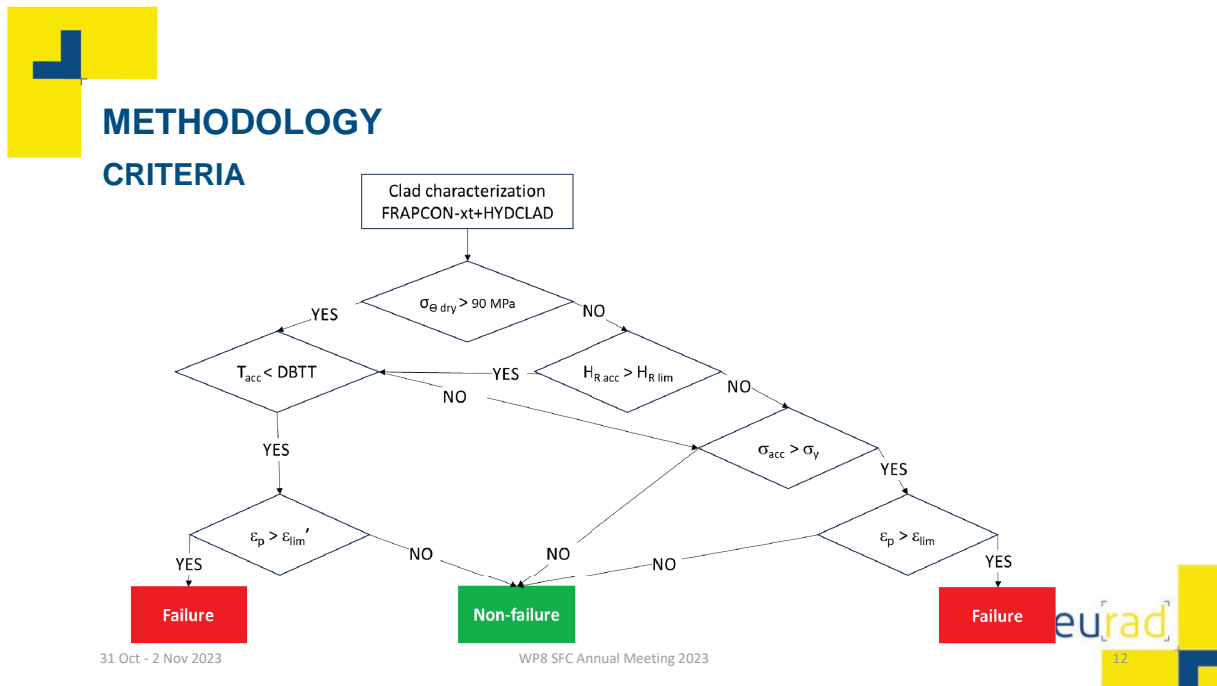 METHODOLOGY
CRITERIA
Clad characterization
FRAPCON-xt+HYDCLAD
σΘ dry > 90 MPa
YES
NO
Tacc < DBTT
YES
HR acc > HR lim
NO
NO
σacc > σy
YES
YES
εp > εlim’
εp > εlim
YES
NO
NO
NO
YES
Failure
Non-failure
Failure
eurad
31 Oct - 2 Nov 2023
WP8 SFC Annual Meeting 2023
12